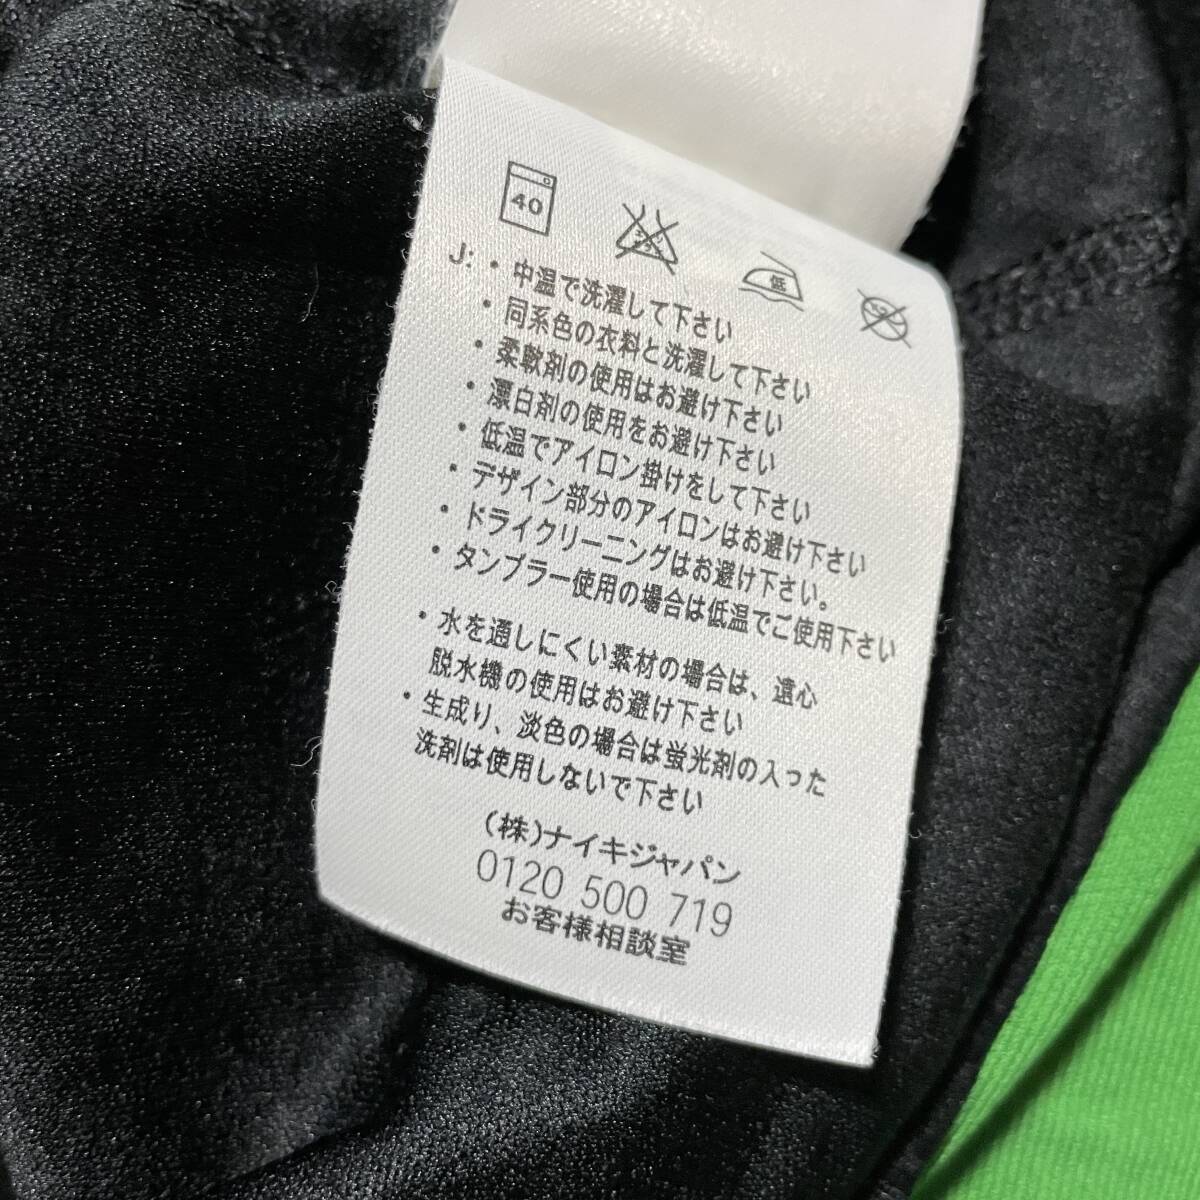 40
低
J: ・中温で洗濯して下さい
・同系色の衣料と洗濯して下さい
・柔軟剤の使用はお避け下さい
・漂白剤の使用をお避け下さい
・低温でアイロン掛けをして下さい
・デザイン部分のアイロンはお避け下さい
・ドライクリーニングはお避け下さい。
・タンブラー使用の場合は低温でご使用下さい
・水を通しにくい素材の場合は、遠心
脱水機の使用はお避け下さい
・生成り、淡色の場合は蛍光剤の入った
洗剤は使用しないで下さい
(株)ナイキジャパン
0120 500 719
お客様相談室